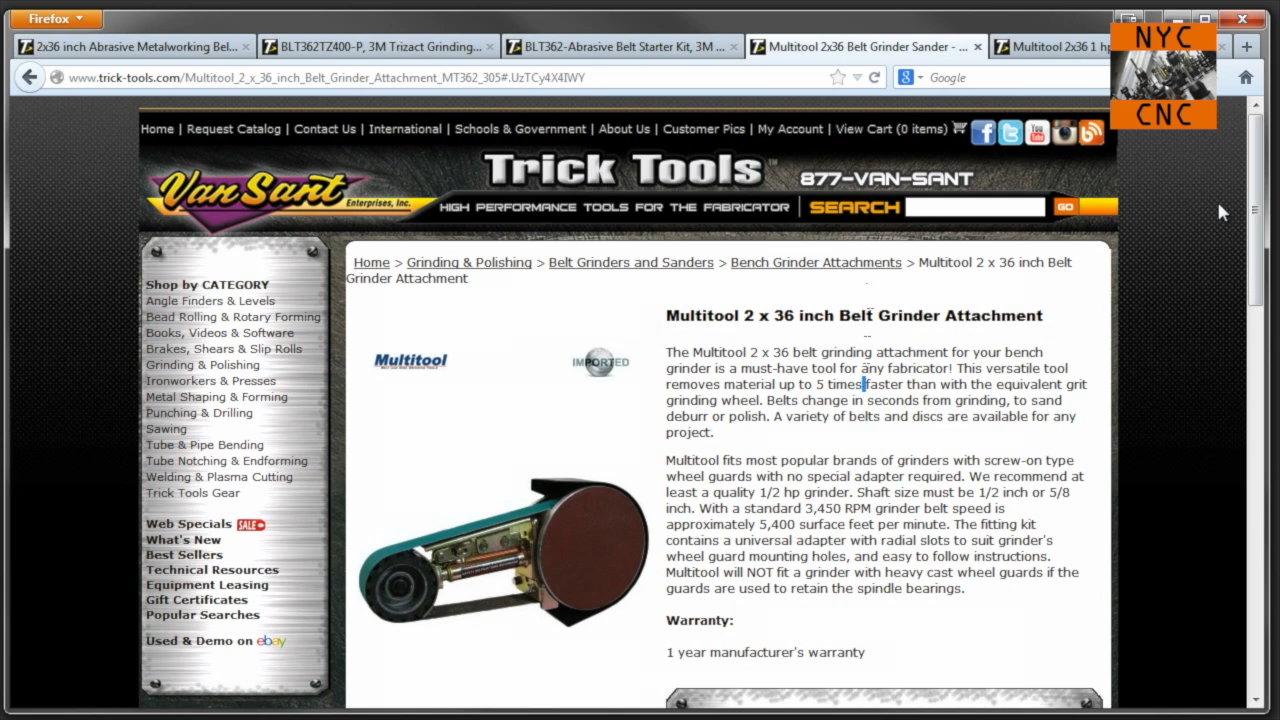 Firefox
2x36 inch Abrasive Metalworking Bel...
BLT362TZ400-P, 3M Trizact Grinding...
BLT362-Abrasive Belt Starter Kit, 3M ...
Multitool 2x36 Belt Grinder Sander - ...
Multitool 2x36 1 hp
NYC
CNC
www.trick-tools.com/Multitool_2_x_36_inch_Belt_Grinder_Attachment_MT362_305#.UzTCy4X4IWY
Google
Home | Request Catalog | Contact Us | International | Schools & Government | About Us | Customer Pics | My Account | View Cart (0 items)
You
Tube
Van Sant
Enterprises, Inc.
Trick Tools
877-VAN-SANT
HIGH PERFORMANCE TOOLS FOR THE FABRICATOR
SEARCH
GO
Shop by CATEGORY
Angle Finders & Levels
Bead Rolling & Rotary Forming
Books, Videos & Software
Brakes, Shears & Slip Rolls
Grinding & Polishing
Ironworkers & Presses
Metal Shaping & Forming
Punching & Drilling
Sawing
Tube & Pipe Bending
Tube Notching & Endforming
Welding & Plasma Cutting
Trick Tools Gear
Web Specials SALE
What's New
Best Sellers
Technical Resources
Equipment Leasing
Gift Certificates
Popular Searches
Used & Demo on ebay
Home > Grinding & Polishing > Belt Grinders and Sanders > Bench Grinder Attachments > Multitool 2 x 36 inch Belt
Grinder Attachment
Multitool
IMPORTED
Multitool 2 x 36 inch Belt Grinder Attachment
--
The Multitool 2 x 36 belt grinding attachment for your bench
grinder is a must-have tool for any fabricator! This versatile tool
removes material up to 5 times faster than with the equivalent grit
grinding wheel. Belts change in seconds from grinding, to sand
deburr or polish. A variety of belts and discs are available for any
project.
Multitool fits most popular brands of grinders with screw-on type
wheel guards with no special adapter required. We recommend at
least a quality 1/2 hp grinder. Shaft size must be 1/2 inch or 5/8
inch. With a standard 3,450 RPM grinder belt speed is
approximately 5,400 surface feet per minute. The fitting kit
contains a universal adapter with radial slots to suit grinder's
wheel guard mounting holes, and easy to follow instructions.
Multitool will NOT fit a grinder with heavy cast wheel guards if the
guards are used to retain the spindle bearings.
Warranty:
1 year manufacturer's warranty